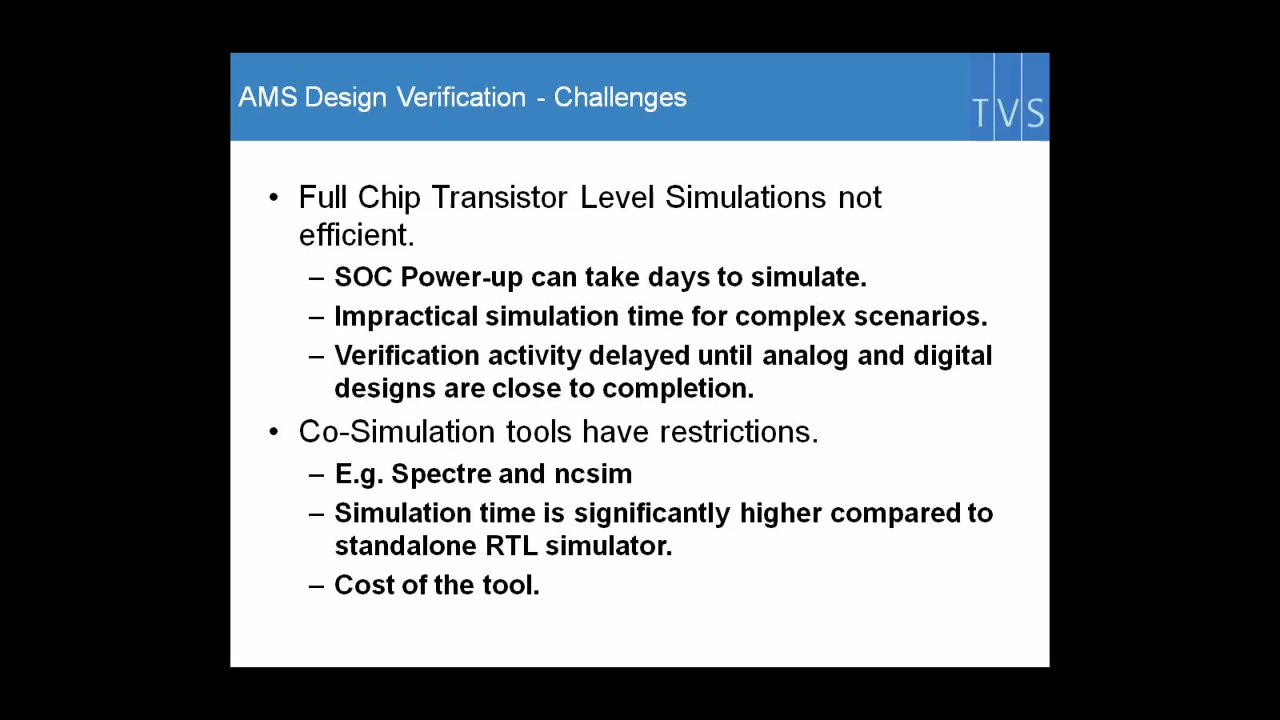 AMS Design Verification - Challenges
TVS
• Full Chip Transistor Level Simulations not
efficient.
– SOC Power-up can take days to simulate.
– Impractical simulation time for complex scenarios.
– Verification activity delayed until analog and digital
designs are close to completion.
• Co-Simulation tools have restrictions.
– E.g. Spectre and ncsim
– Simulation time is significantly higher compared to
standalone RTL simulator.
– Cost of the tool.